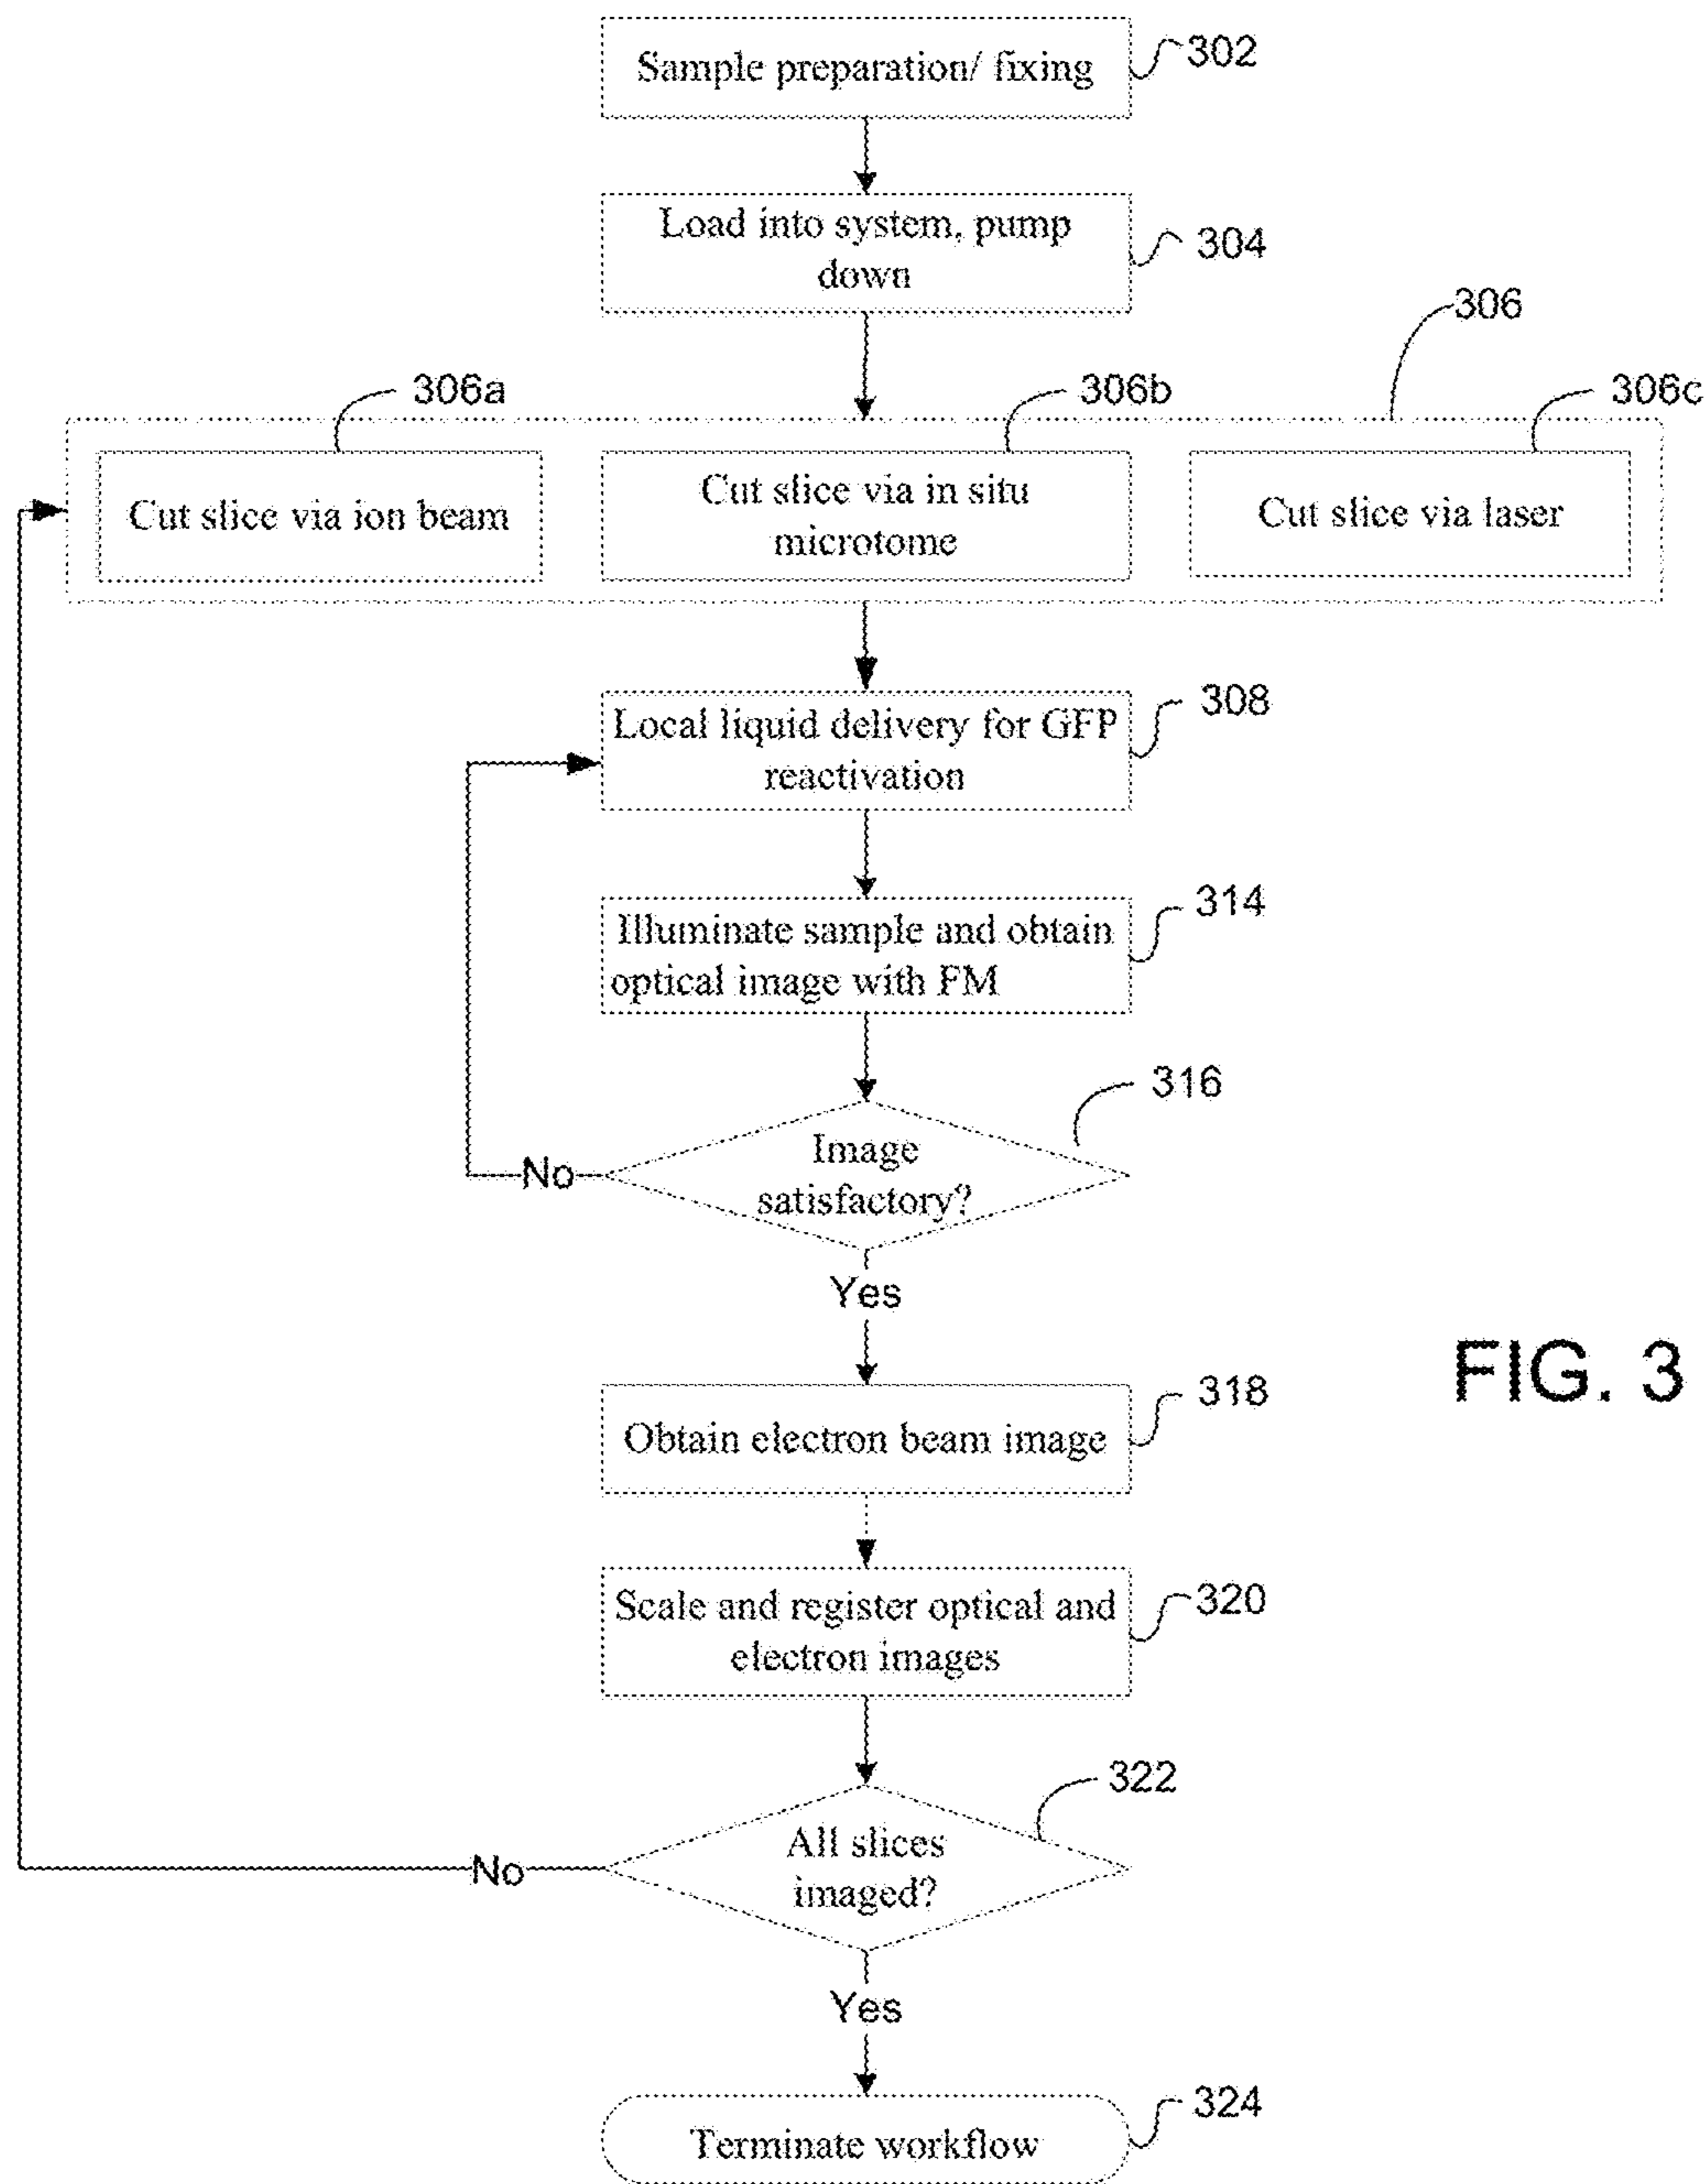 Sample preparation/ fixing
302
Load into system, pump
down
304
306
306a
306b
306c
Cut slice via ion beam
Cut slice via in situ
microtome
Cut slice via laser
308
Local liquid delivery for GFP
reactivation
314
Illuminate sample and obtain
optical image with FM
316
Image
satisfactory?
No
Yes
FIG. 3
318
Obtain electron beam image
320
Scale and register optical and
electron images
322
All slices
imaged?
No
Yes
324
Terminate workflow